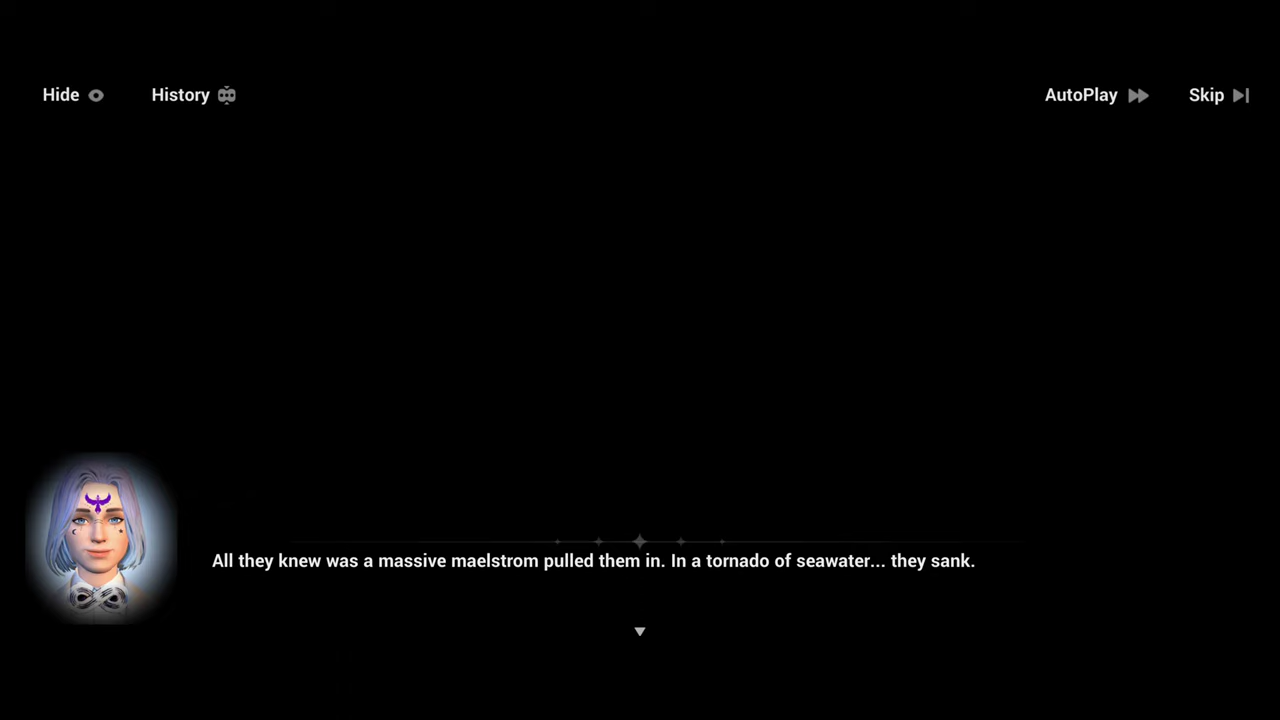 Hide
History
AutoPlay
Skip
All they knew was a massive maelstrom pulled them in. In a tornado of seawater... they sank.